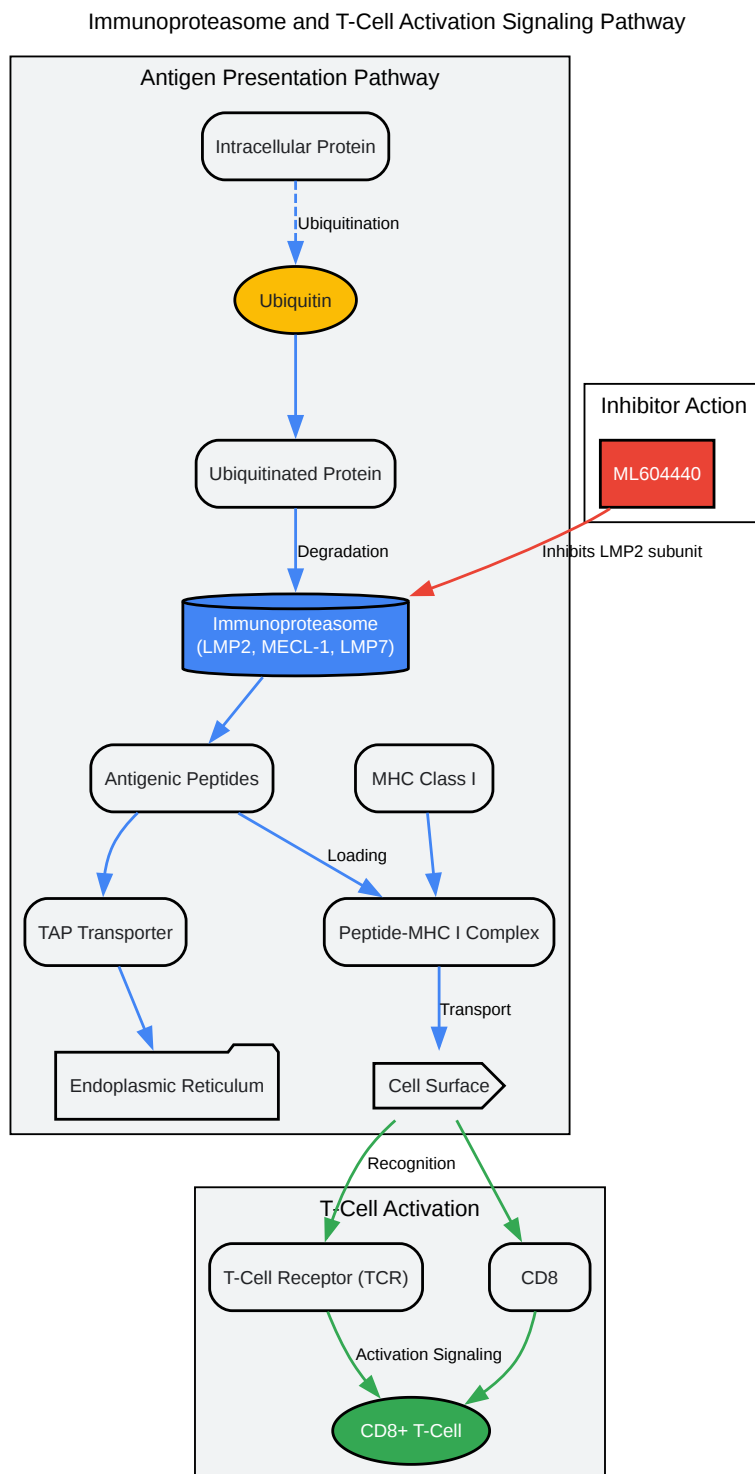 Immunoproteasome and T-Cell Activation Signaling Pathway
Antigen Presentation Pathway
Intracellular Protein
Ubiquitination
Ubiquitin
Inhibitor Action
ML604440
Ubiquitinated Protein
Degradation
Inhibits LMP2 subunit
Immunoproteasome
(LMP2, MECL-1, LMP7)
Antigenic Peptides
MHC Class I
Loading
TAP Transporter
Peptide-MHC I Complex
Transport
Endoplasmic Reticulum
Cell Surface
Recognition
T-Cell Activation
T-Cell Receptor (TCR)
CD8
Activation Signaling
CD8+ T-Cell